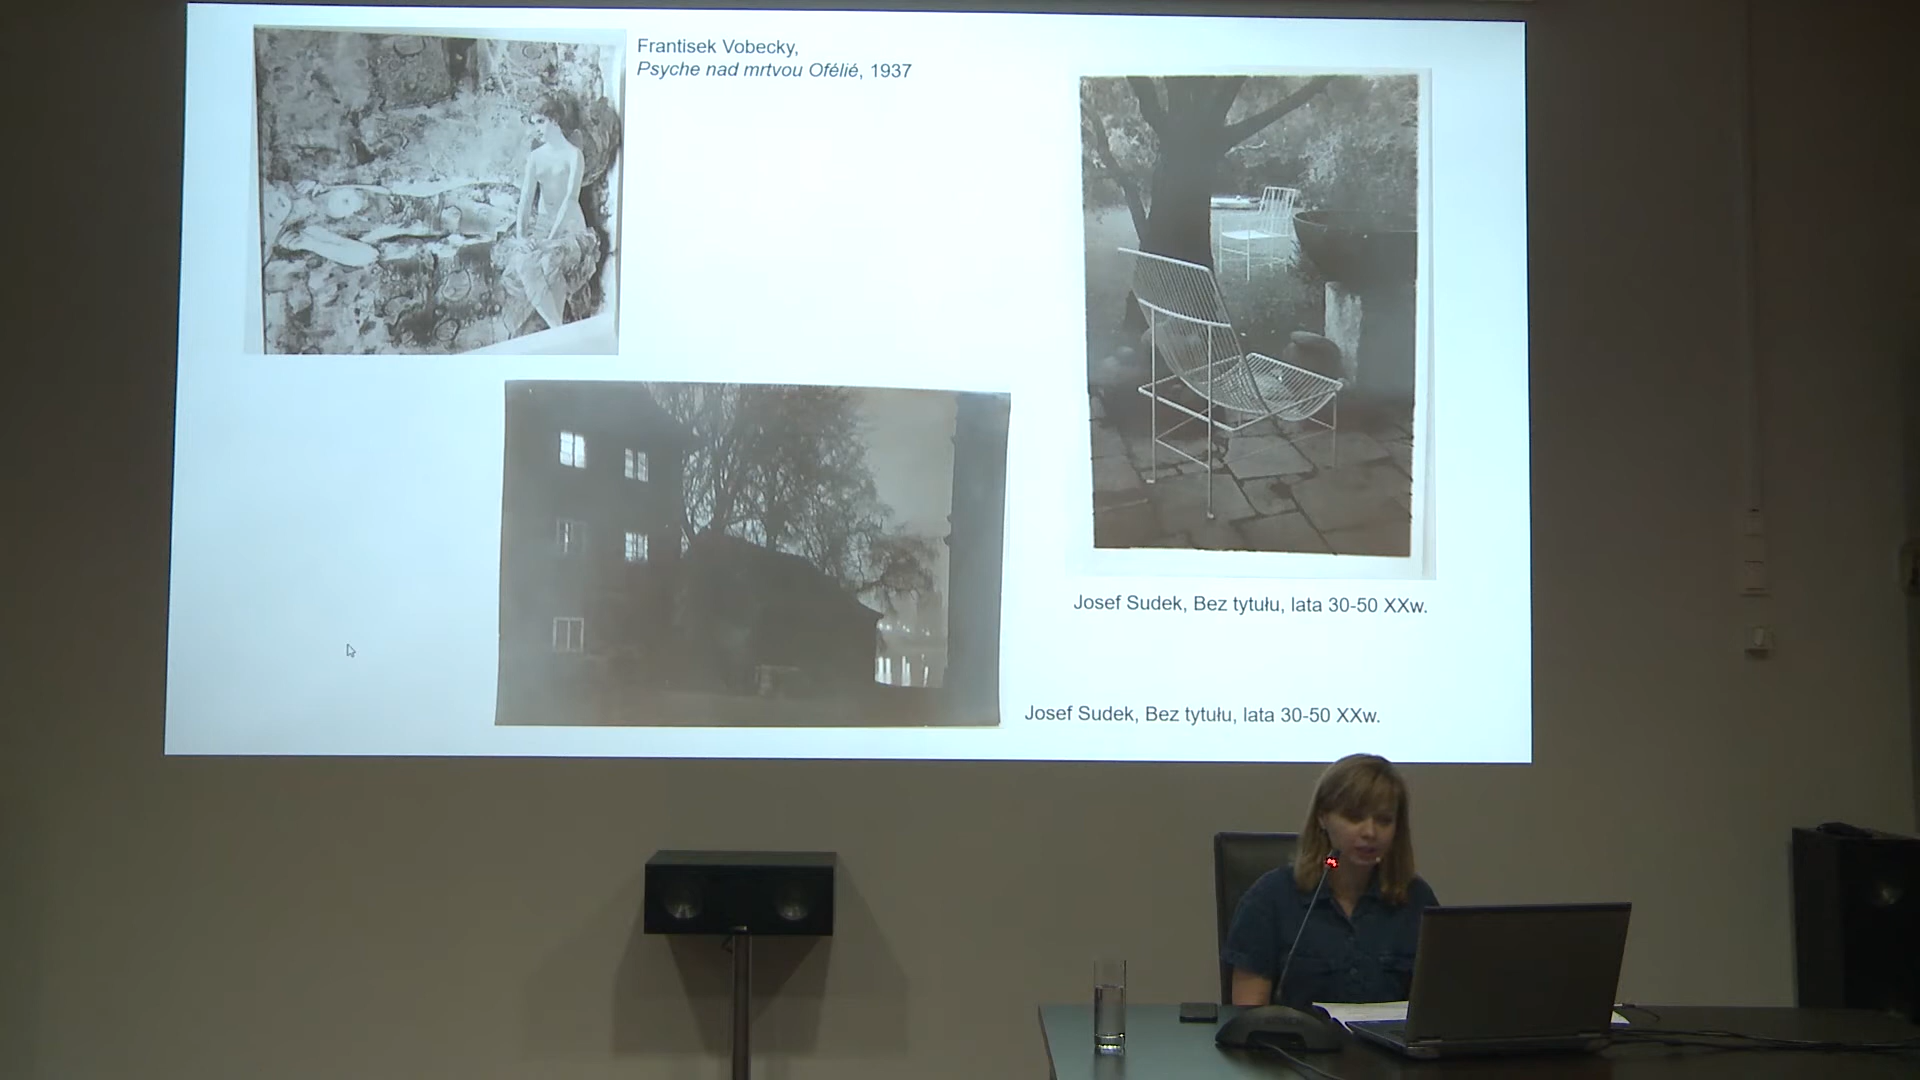 Frantisek Vobecky,
Psyche nad mrtvou Ofélié, 1937
Josef Sudek, Bez tytułu, lata 30-50 XXw.
Josef Sudek, Bez tytułu, lata 30-50 XXw.